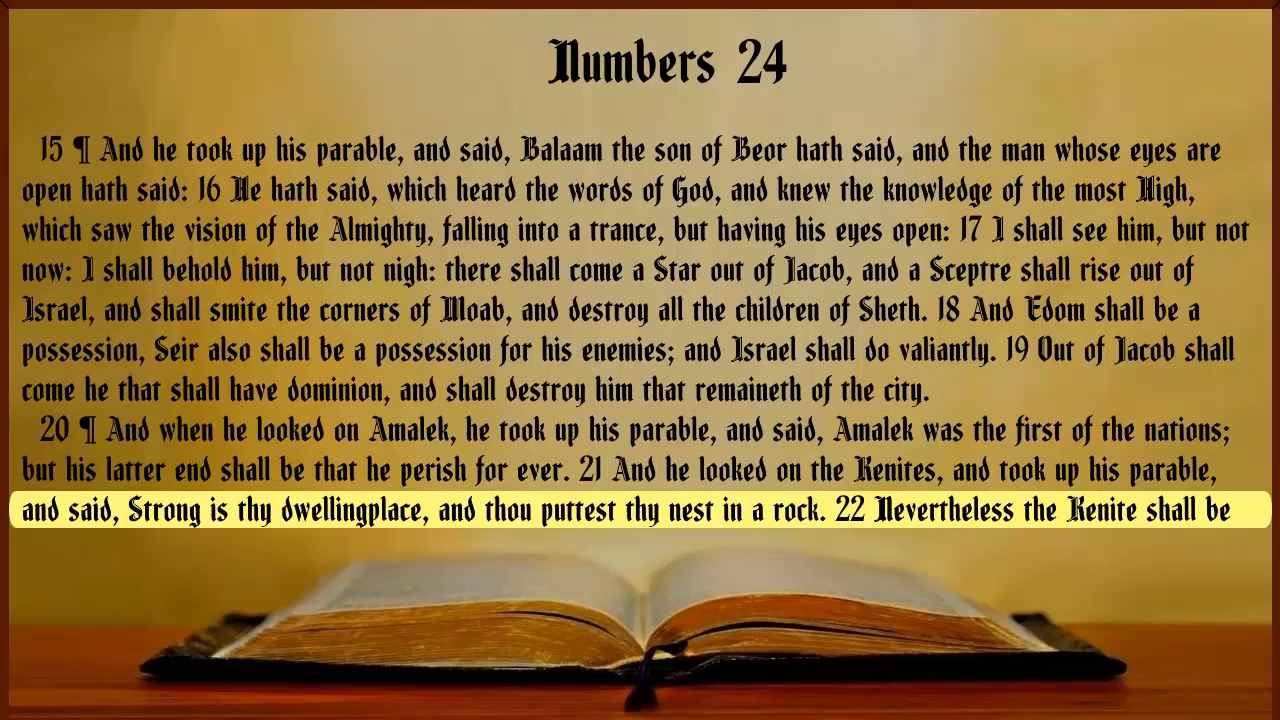 Numbers 24
15 ¶ And he took up his parable, and said, Balaam the son of Beor hath said, and the man whose eyes are
open hath said: 16 He hath said, which heard the words of God, and knew the knowledge of the most High,
which saw the vision of the Almighty, falling into a trance, but having his eyes open: 17 I shall see him, but not
now: I shall behold him, but not nigh: there shall come a Star out of Jacob, and a Sceptre shall rise out of
Israel, and shall smite the corners of Moab, and destroy all the children of Sheth. 18 And Edom shall be a
possession, Seir also shall be a possession for his enemies; and Israel shall do valiantly. 19 Out of Jacob shall
come he that shall have dominion, and shall destroy him that remaineth of the city.
20 ¶ And when he looked on Amalek, he took up his parable, and said, Amalek was the first of the nations;
but his latter end shall be that he perish for ever. 21 And he looked on the Kenites, and took up his parable,
and said, Strong is thy dwellingplace, and thou puttest thy nest in a rock. 22 Nevertheless the Kenite shall be